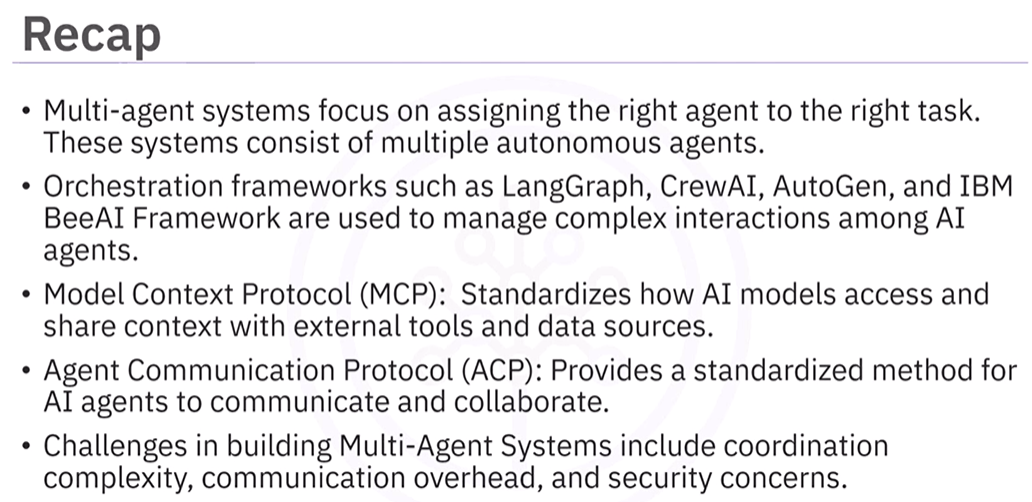 Recap
• Multi-agent systems focus on assigning the right agent to the right task.
These systems consist of multiple autonomous agents.
• Orchestration frameworks such as LangGraph, CrewAI, AutoGen, and IBM
BeeAI Framework are used to manage complex interactions among AI
agents.
• Model Context Protocol (MCP):  Standardizes how AI models access and
share context with external tools and data sources.
• Agent Communication Protocol (ACP): Provides a standardized method for
AI agents to communicate and collaborate.
• Challenges in building Multi-Agent Systems include coordination
complexity, communication overhead, and security concerns.